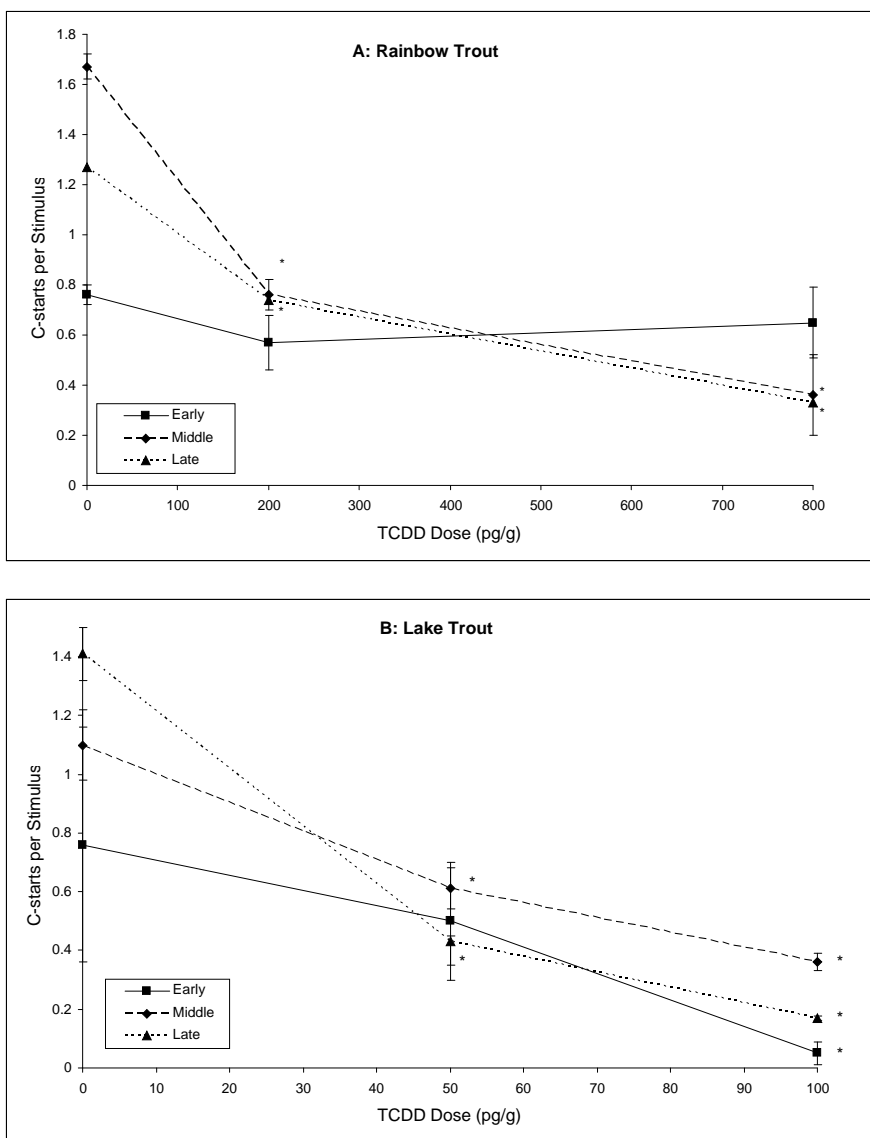 A: Rainbow Trout
1.8
1.6
1.4
1.2
1
0.8
0.6
0.4
0.2
0
C-starts per Stimulus
*
*
*
*
Early
Middle
Late
0 100 200 300 400 500 600 700 800
TCDD Dose (pg/g)
B: Lake Trout
1.4
1.2
1
0.8
0.6
0.4
0.2
0
C-starts per Stimulus
*
*
*
*
*
Early
Middle
Late
0 10 20 30 40 50 60 70 80 90 100
TCDD Dose (pg/g)